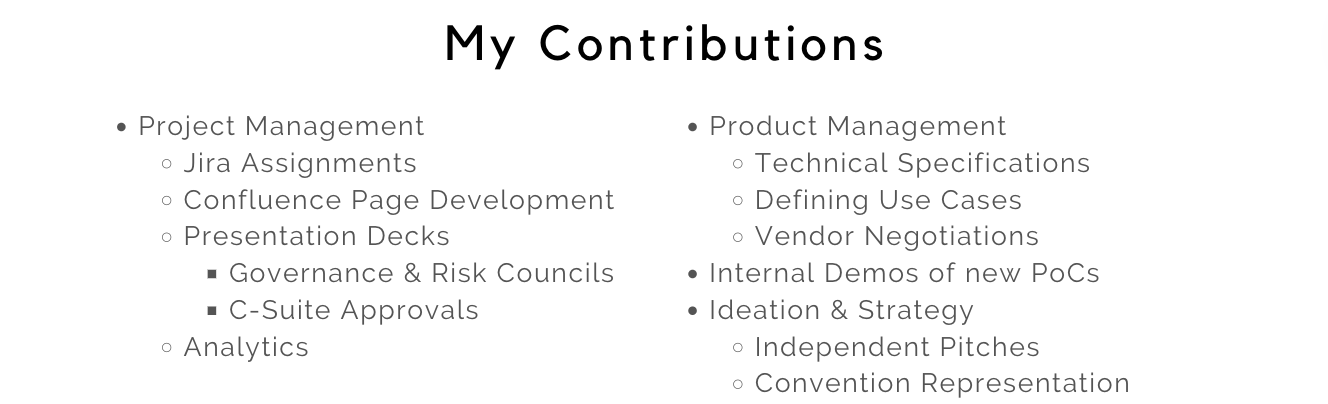 My Contributions
Project Management
Jira Assignments
Confluence Page Development
Presentation Decks
Governance & Risk Councils
C-Suite Approvals
Analytics
Product Management
Technical Specifications
Defining Use Cases
Vendor Negotiations
Internal Demos of new PoCs
Ideation & Strategy
Independent Pitches
Convention Representation